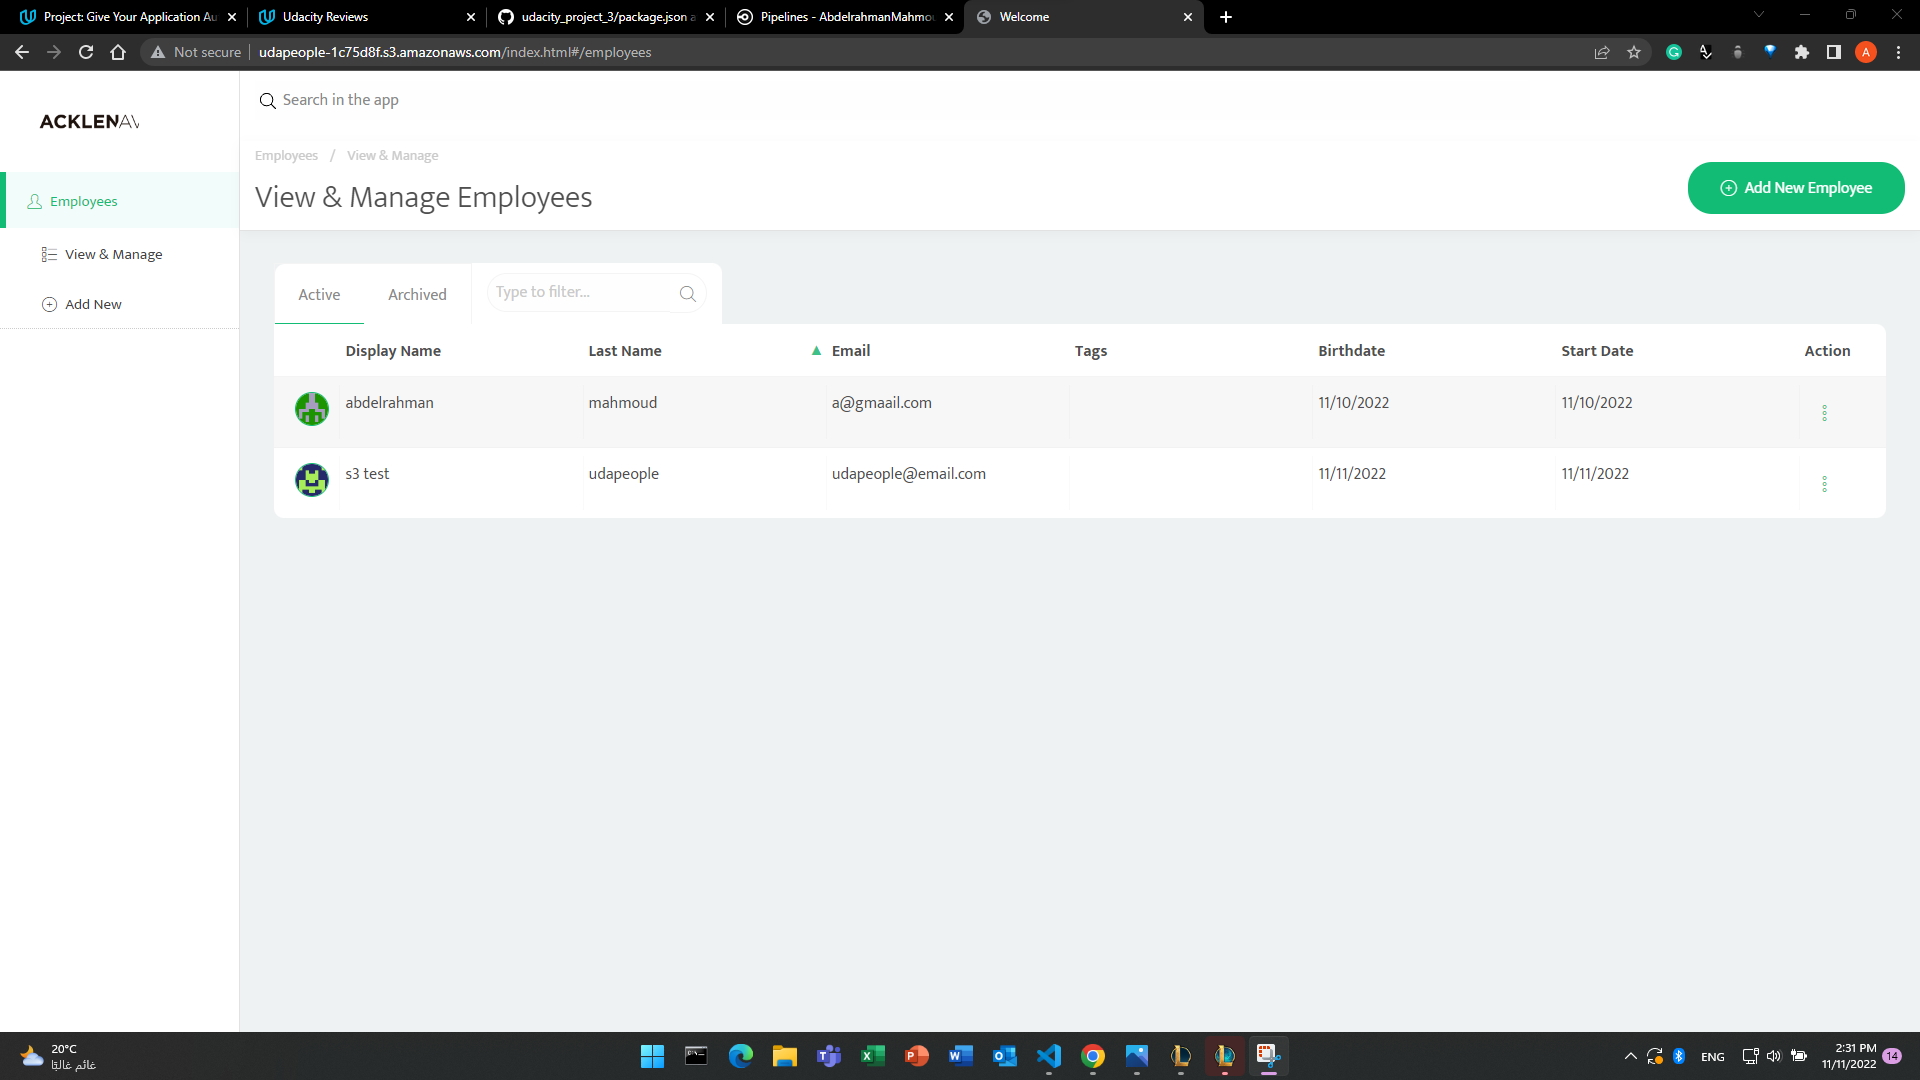 Project: Give Your Application Au
Udacity Reviews
udacity_project_3/package.json a
Pipelines - AbdelrahmanMahmou
Welcome
Not secure
udapeople-1c75d8f.s3.amazonaws.com/index.html#/employees
A
ACKLENAV
Search in the app
Employees / View & Manage
View & Manage Employees
Add New Employee
Employees
View & Manage
Add New
Active
Archived
Type to filter...
Display Name
Last Name
Email
Tags
Birthdate
Start Date
Action
abdelrahman
mahmoud
a@gmaail.com
11/10/2022
11/10/2022
s3 test
udapeople
udapeople@email.com
11/11/2022
11/11/2022
20°C
غائم غالبًا
ENG
2:31 PM
11/11/2022
14